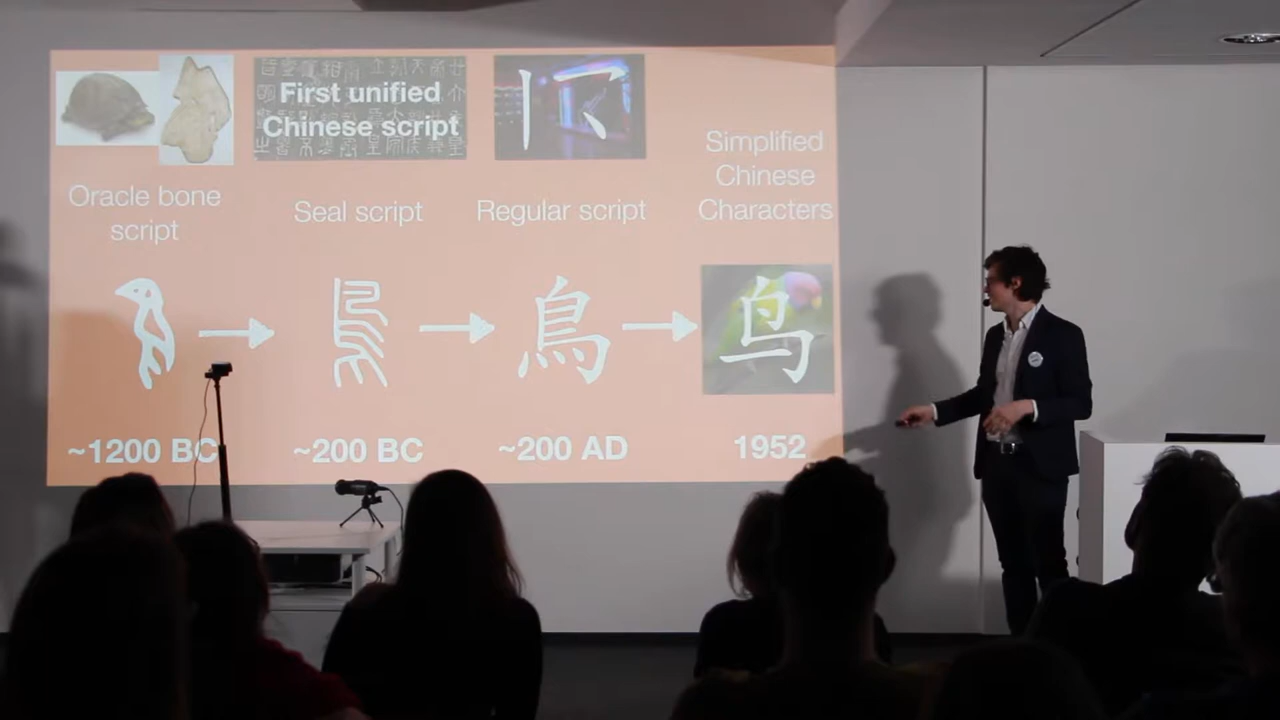 First unified
Chinese script
Oracle bone
script
Seal script
Regular script
Simplified
Chinese
Characters
鳥
鸟
~1200 BC
~200 BC
~200 AD
1952